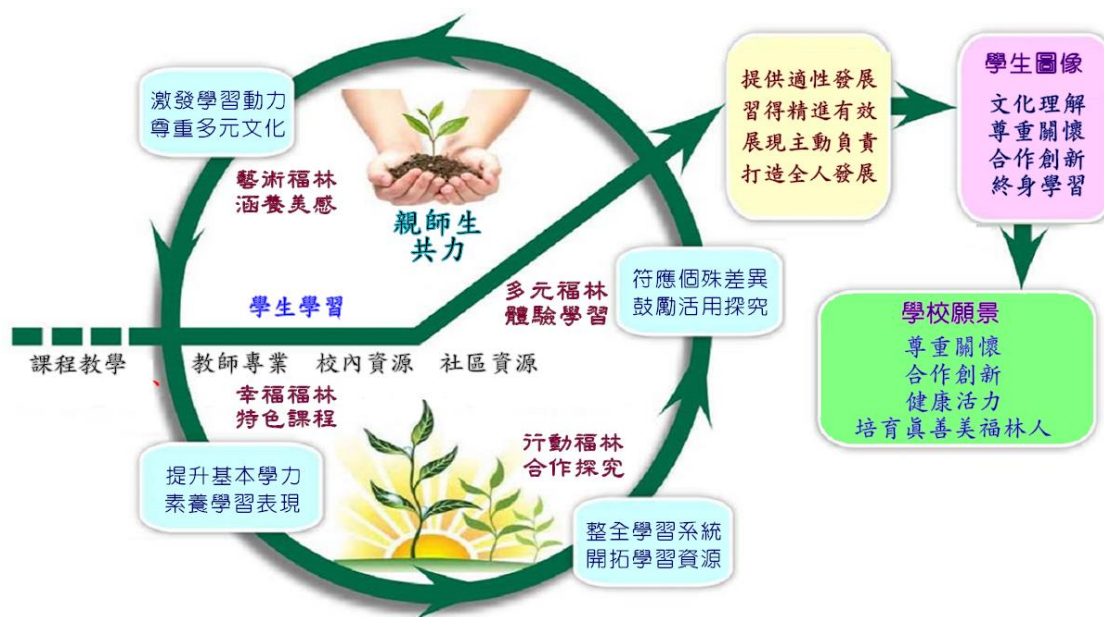 激發學習動力
尊重多元文化
藝術福林
涵養美感
親師生
共力
學生學習
多元福林
體驗學習
符應個殊差異
鼓勵活用探究
課程教學
教師專業
校內資源
社區資源
幸福福林
特色課程
行動福林
合作探究
提升基本學力
素養學習表現
整全學習系統
開拓學習資源
提供適性發展
習得精進有效
展現主動負責
打造全人發展
學生圖像
文化理解
尊重關懷
合作創新
終身學習
學校願景
尊重關懷
合作創新
健康活力
培育真善美福林人